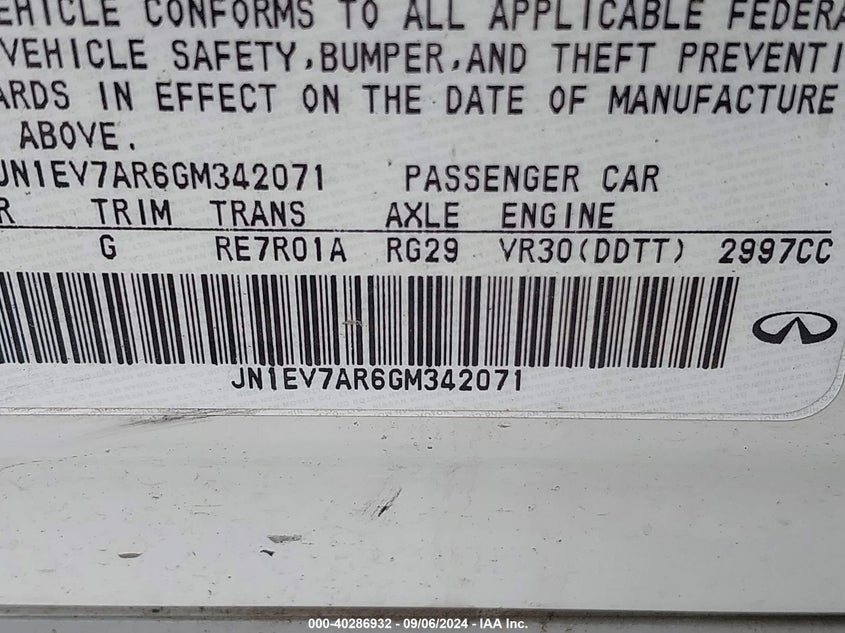 EHICLE CONFORMS TO ALL APPLICABLE FEDERA
VEHICLE SAFETY, BUMPER, AND THEFT PREVENTI
ARDS IN EFFECT ON THE DATE OF MANUFACTURE
ABOVE.
JN1EV7AR6GM342071 PASSENGER CAR
R TRIM TRANS AXLE ENGINE
G RE7R01A RG29 VR30(DDTT) 2997CC
JN1EV7AR6GM342071
000-40286932 - 09/06/2024 - IAA Inc.